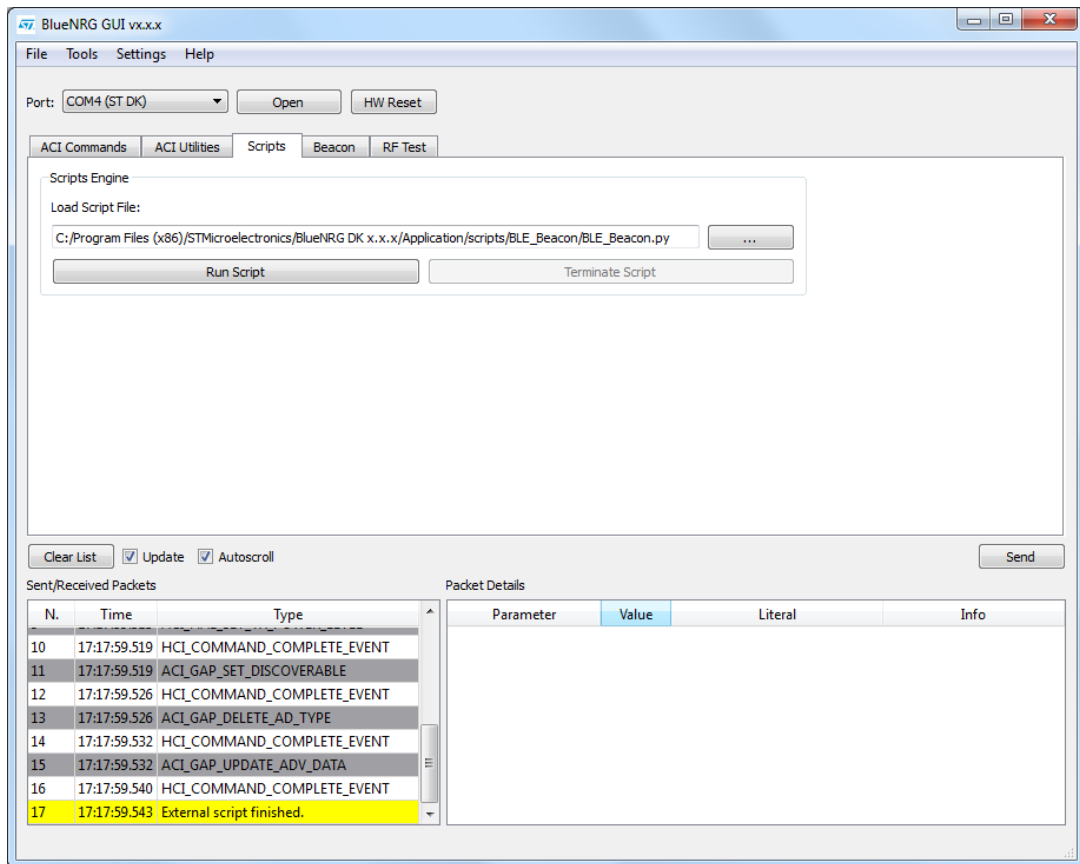 BlueNRG GUI vx.x.x
File Tools Settings Help
Port: COM4 (ST DK) Open HW Reset
ACI Commands ACI Utilities Scripts Beacon RF Test
Scripts Engine
Load Script File:
C:/Program Files (x86)/STMicroelectronics/BlueNRG DK x.x.x/Application/scripts/BLE_Beacon/BLE_Beacon.py ...
Run Script Terminate Script
Clear List Update Autoscroll Send
Sent/Received Packets Packet Details
N. Time Type Parameter Value Literal Info
10 17:17:59.519 HCI_COMMAND_COMPLETE_EVENT
11 17:17:59.519 ACI_GAP_SET_DISCOVERABLE
12 17:17:59.526 HCI_COMMAND_COMPLETE_EVENT
13 17:17:59.526 ACI_GAP_DELETE_AD_TYPE
14 17:17:59.532 HCI_COMMAND_COMPLETE_EVENT
15 17:17:59.532 ACI_GAP_UPDATE_ADV_DATA
16 17:17:59.540 HCI_COMMAND_COMPLETE_EVENT
17 17:17:59.543 External script finished.